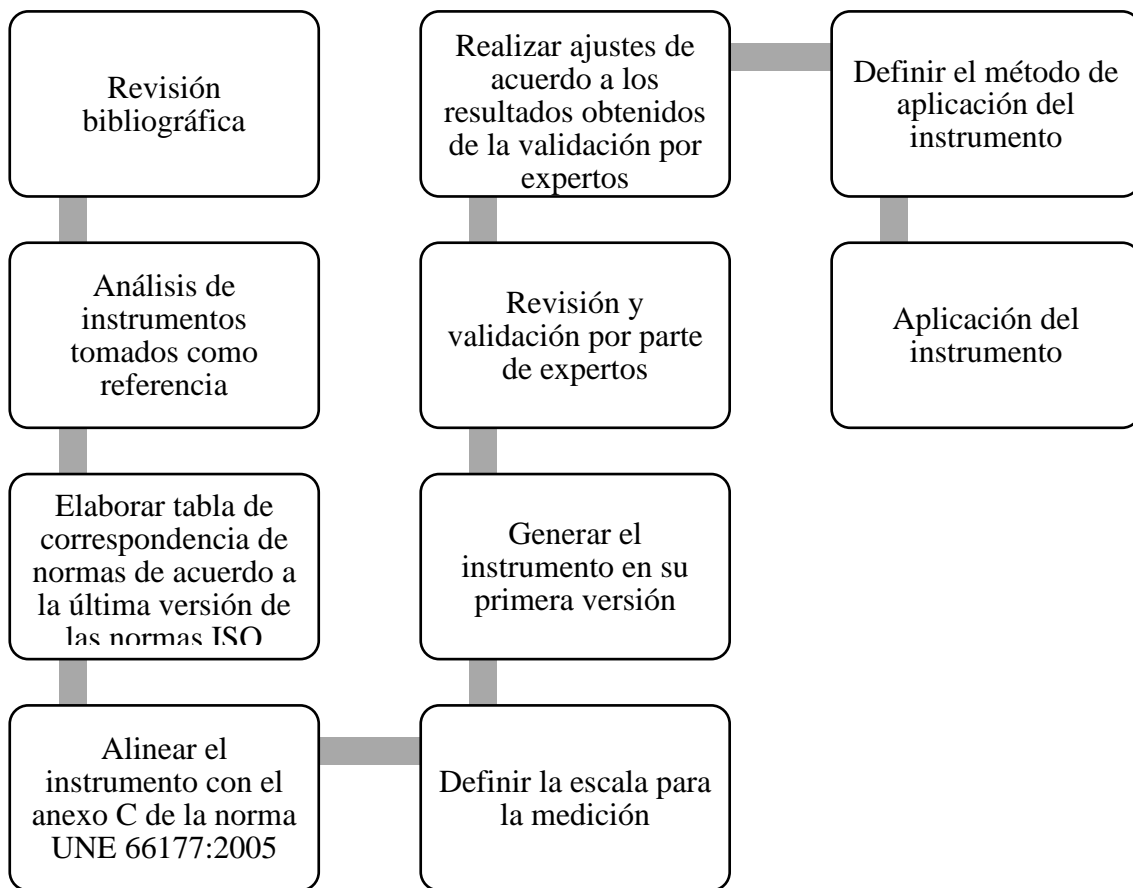 Revisión
bibliográfica
Análisis de
instrumentos
tomados como
referencia
Elaborar tabla de
correspondencia de
normas de acuerdo a
la última versión de
las normas ISO
Alinear el
instrumento con el
anexo C de la norma
UNE 66177:2005
Definir la escala para
la medición
Generar el
instrumento en su
primera versión
Revisión y
validación por parte
de expertos
Realizar ajustes de
acuerdo a los
resultados obtenidos
de la validación por
expertos
Definir el método de
aplicación del
instrumento
Aplicación del
instrumento